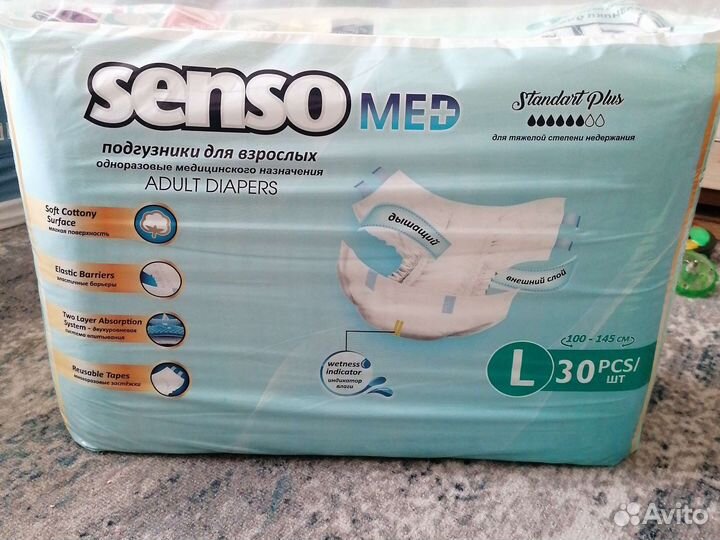 senso MED
подгузники для взрослых
одноразовые медицинского назначения
ADULT DIAPERS
Standart Plus
для тяжелой степени недержания
Soft Cottony
Surface
мягкая поверхность
Elastic Barriers
эластичные барьеры
Two Layer Absorption
System - двухуровневая
система впитывания
Reusable Tapes
многоразовые застёжки
дышащий
внешний слой
wetness
indicator
индикатор
влаги
100 - 145 см
L 30 PCS/
ШТ
Avito